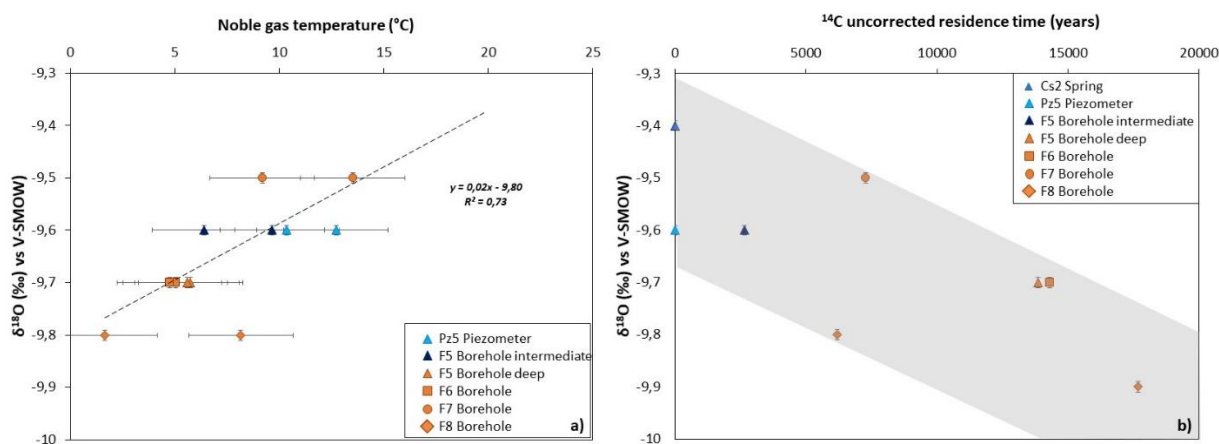 Noble gas temperature (°C)
0 5 10 15 20 25
-9,3
-9,4
-9,5
-9,6
-9,7
-9,8
-9,9
-10
δ¹⁸O (‰) vs V-SMOW
y = 0,02x - 9,80
R² = 0,73
Pz5 Piezometer
F5 Borehole intermediate
F5 Borehole deep
F6 Borehole
F7 Borehole
F8 Borehole
a)
¹⁴C uncorrected residence time (years)
0 5000 10000 15000 20000
-9,3
-9,4
-9,5
-9,6
-9,7
-9,8
-9,9
-10
δ¹⁸O (‰) vs V-SMOW
Cs2 Spring
Pz5 Piezometer
F5 Borehole intermediate
F5 Borehole deep
F6 Borehole
F7 Borehole
F8 Borehole
b)